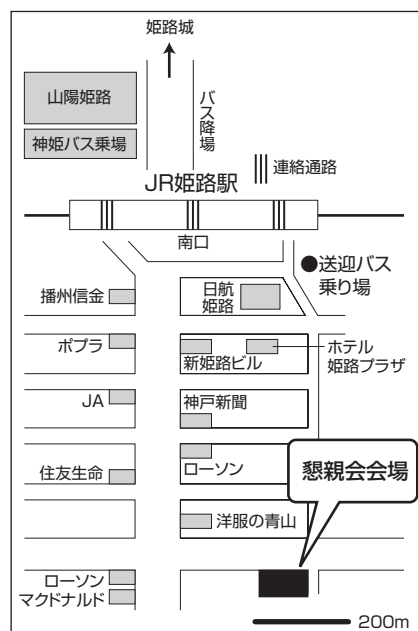 姫路城
山陽姫路
神姫バス乗場
バス降場
連絡通路
JR姫路駅
南口
●送迎バス
乗り場
播州信金
日航
姫路
ポプラ
新姫路ビル
ホテル
姫路プラザ
JA
神戸新聞
住友生命
ローソン
懇親会会場
洋服の青山
ローソン
マクドナルド
200m